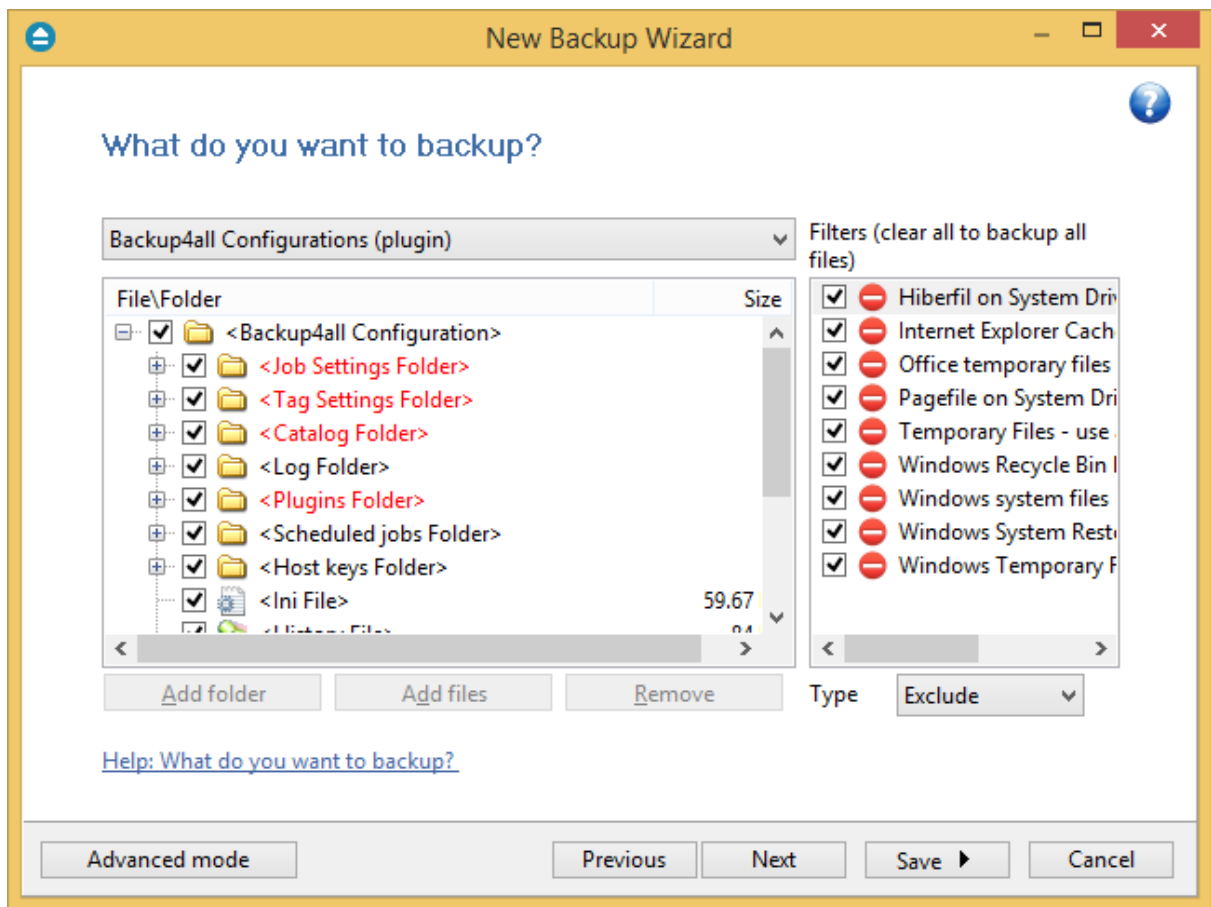 New Backup Wizard
What do you want to backup?
Backup4all Configurations (plugin)
Filters (clear all to backup all
files)
File\Folder Size
<Backup4all Configuration>
<Job Settings Folder>
<Tag Settings Folder>
<Catalog Folder>
<Log Folder>
<Plugins Folder>
<Scheduled jobs Folder>
<Host keys Folder>
<Ini File> 59.67
Hiberfil on System
Internet Explorer
Office temporary files
Pagefile on System
Temporary Files - use
Windows Recycle Bin
Windows system files
Windows System
Windows Temporary
Add folder Add files Remove
Type Exclude
Help: What do you want to backup?
Advanced mode Previous Next Save Cancel